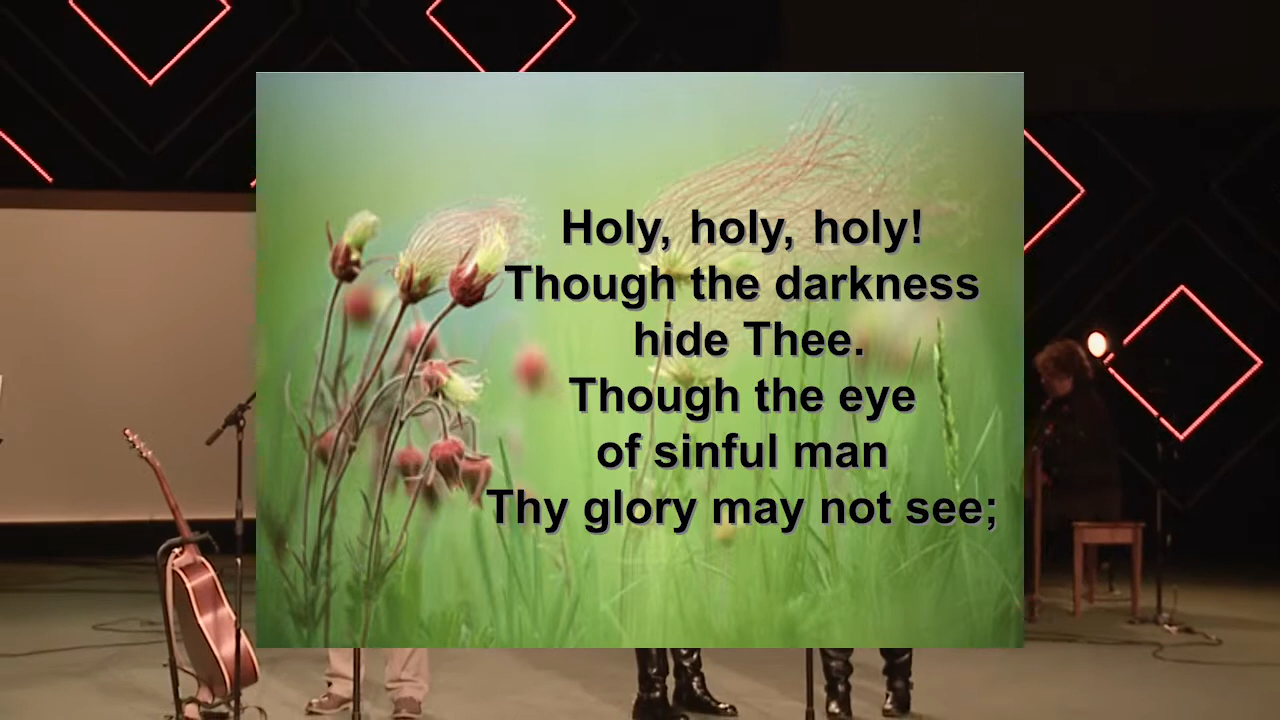 Holy, holy, holy!
Though the darkness
hide Thee.
Though the eye
of sinful man
Thy glory may not see;